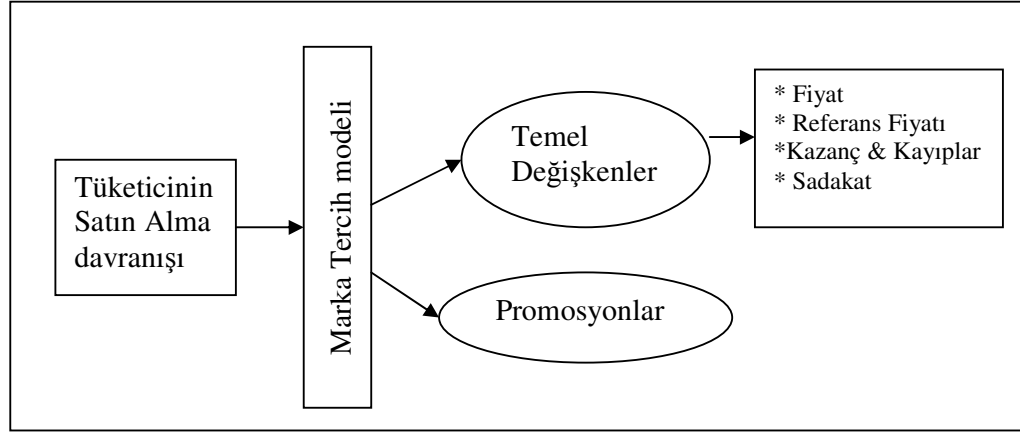 Tüketicinin
Satın Alma
davranışı
Marka Tercih modeli
Temel
Değişkenler
* Fiyat
* Referans Fiyatı
*Kazanç & Kayıplar
* Sadakat
Promosyonlar